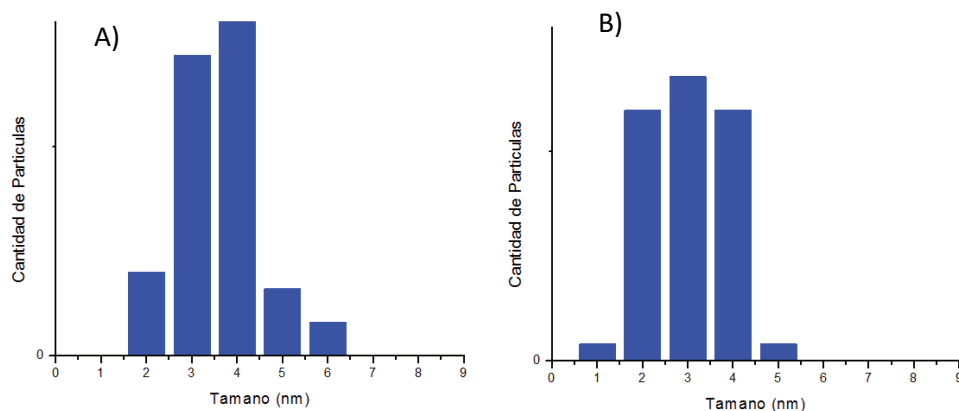 A)
Cantidad de Particulas
0
0 1 2 3 4 5 6 7 8 9
Tamano (nm)
B)
Cantidad de Particulas
0
0 1 2 3 4 5 6 7 8 9
Tamano (nm)